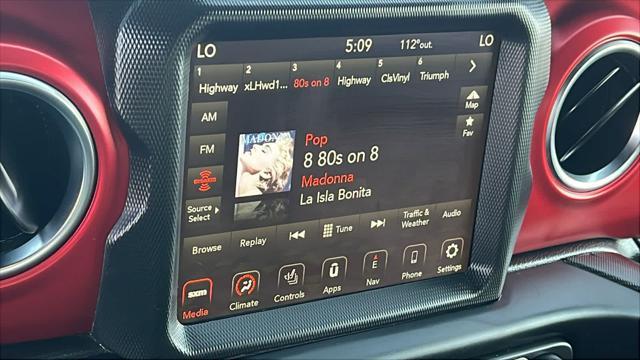 LO 5:09 112°out. LO
1 2 3 4 5 6
Highway xLHwd1... 80s on 8 Highway ClsVinyl Triumph
AM
FM
Source Select
MADONNA
Pop
8 80s on 8
Madonna
La Isla Bonita
Map
Fav
Browse Replay Tune Traffic & Weather Audio
sxm E
Media Climate Controls Apps Nav Phone Settings